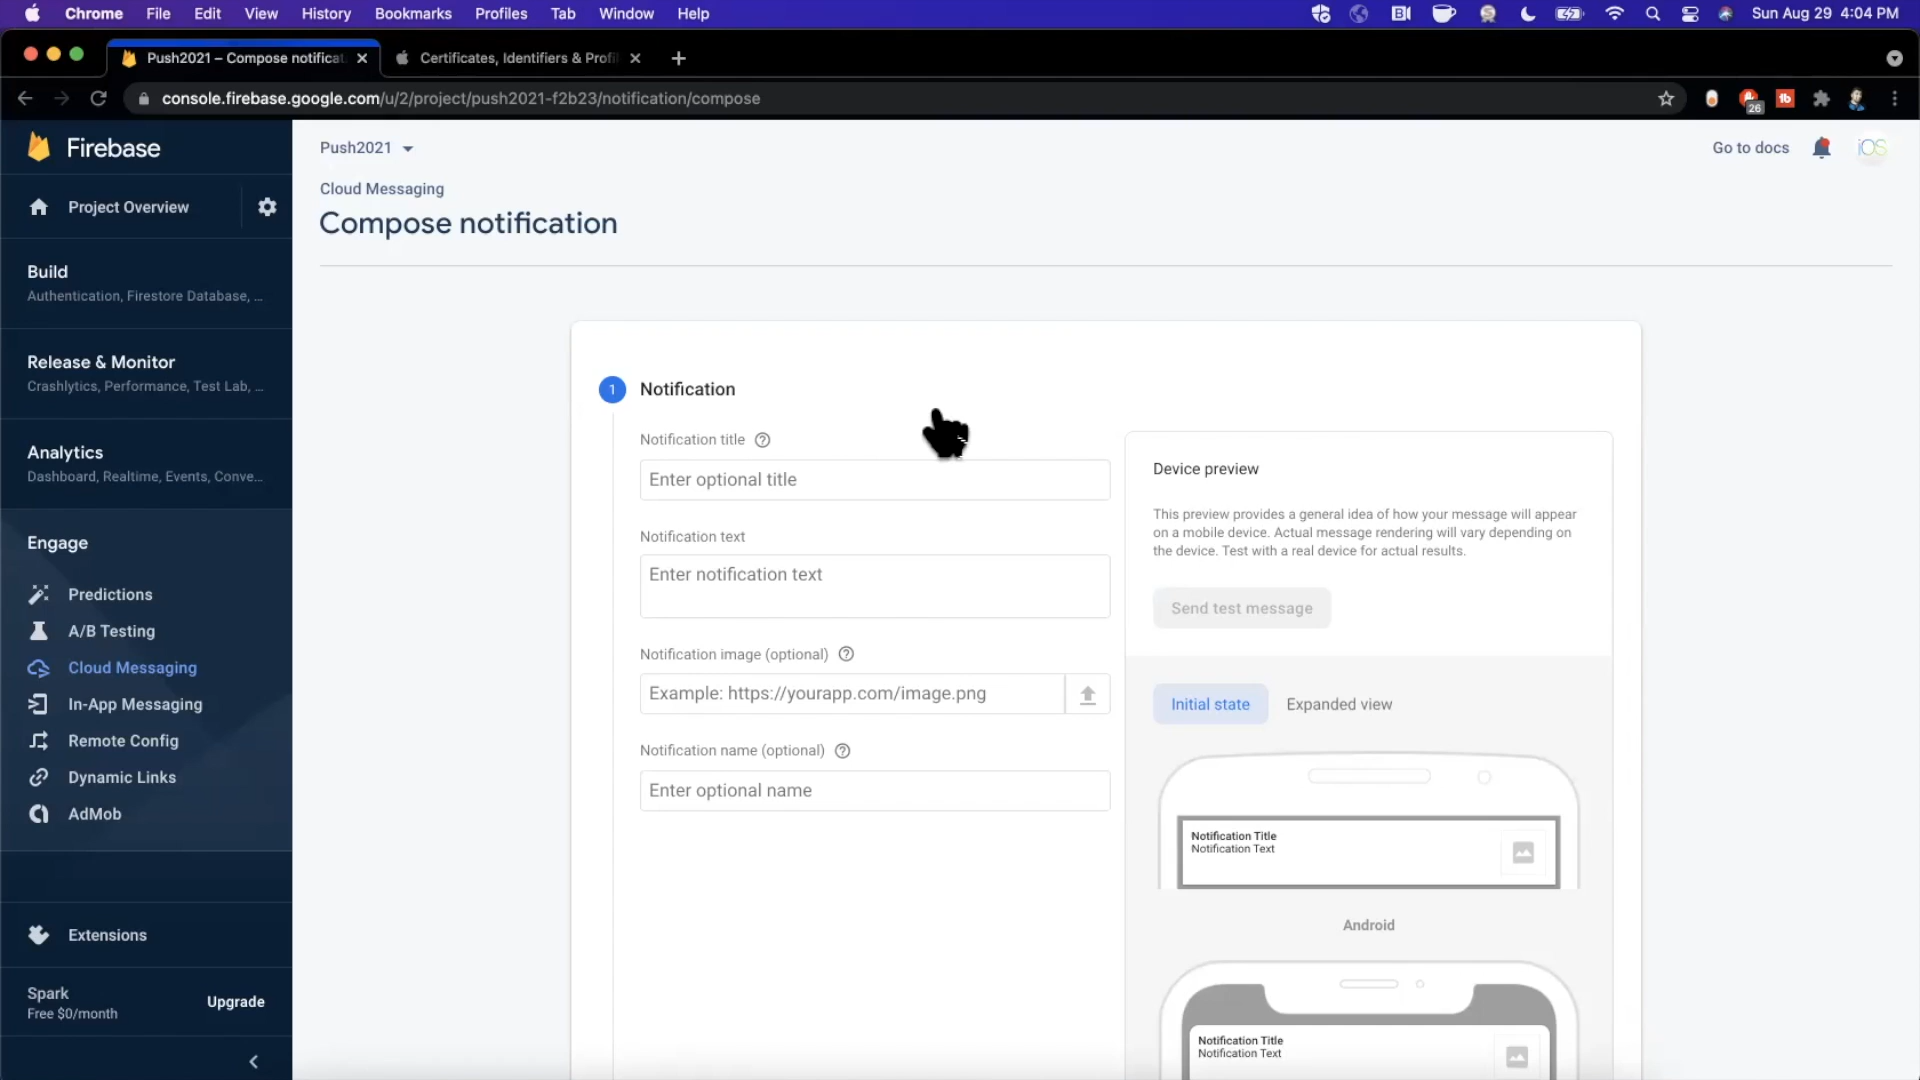 Chrome File Edit View History Bookmarks Profiles Tab Window Help Sun Aug 29 4:04 PM
Push2021 – Compose notificat Certificates, Identifiers & Profi
console.firebase.google.com/u/2/project/push2021-f2b23/notification/compose
26
tb
Firebase
Project Overview
Build
Authentication, Firestore Database, ...
Release & Monitor
Crashlytics, Performance, Test Lab, ...
Analytics
Dashboard, Realtime, Events, Conve...
Engage
Predictions
A/B Testing
Cloud Messaging
In-App Messaging
Remote Config
Dynamic Links
AdMob
Extensions
Spark
Free $0/month
Upgrade
Push2021
Go to docs
iOS
Cloud Messaging
Compose notification
1 Notification
Notification title
Enter optional title
Notification text
Enter notification text
Notification image (optional)
Example: https://yourapp.com/image.png
Notification name (optional)
Enter optional name
Device preview
This preview provides a general idea of how your message will appear
on a mobile device. Actual message rendering will vary depending on
the device. Test with a real device for actual results.
Send test message
Initial state Expanded view
Notification Title
Notification Text
Android
Notification Title
Notification Text